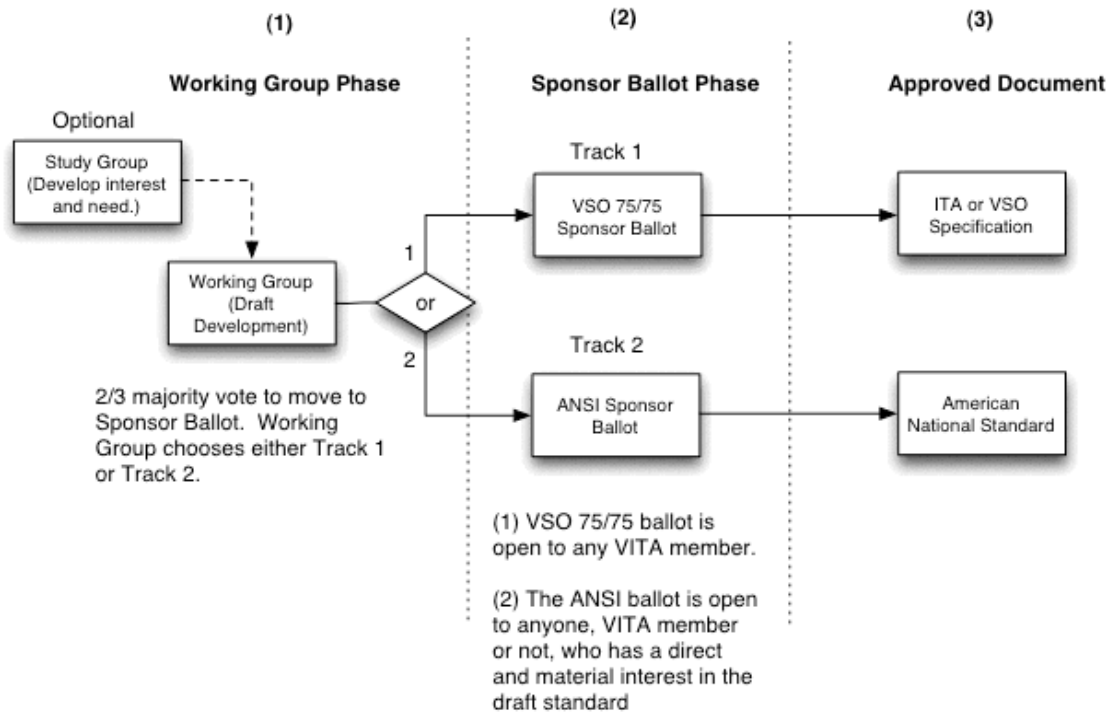 (1)
(2)
(3)
Working Group Phase
Sponsor Ballot Phase
Approved Document
Optional
Study Group
(Develop interest
and need.)
Working Group
(Draft
Development)
or
1
2
2/3 majority vote to move to
Sponsor Ballot.  Working
Group chooses either Track 1
or Track 2.
Track 1
VSO 75/75
Sponsor Ballot
ITA or VSO
Specification
Track 2
ANSI Sponsor
Ballot
American
National Standard
(1) VSO 75/75 ballot is
open to any VITA member.
(2) The ANSI ballot is open
to anyone, VITA member
or not, who has a direct
and material interest in the
draft standard